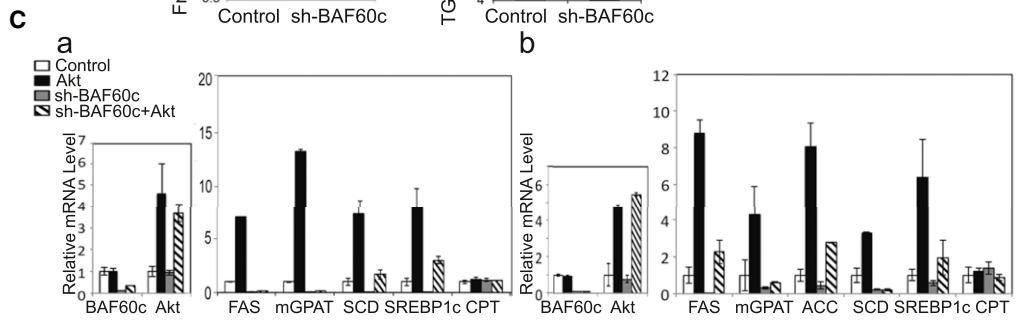 Control sh-BAF60c
TG
4
Control sh-BAF60c
C
a
Control
Akt
sh-BAF60c
sh-BAF60c+Akt
Relative mRNA Level
7
6
5
4
3
2
1
0
BAF60c Akt
20
15
10
5
0
FAS mGPAT SCD SREBP1c CPT
b
6
4
2
0
BAF60c Akt
12
10
8
6
4
2
0
Relative mRNA Level
FAS mGPAT ACC SCD SREBP1c CPT